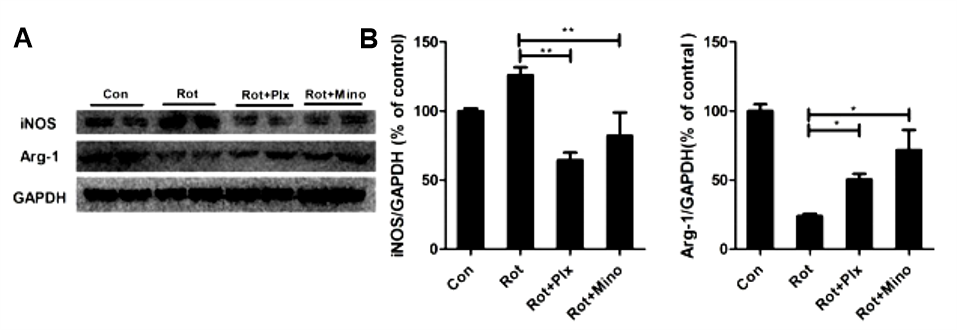 A
Con Rot Rot+Plx Rot+Mino
iNOS
Arg-1
GAPDH
B
iNOS/GAPDH (% of control)
150
100
50
0
**
**
Con
Rot
Rot+Plx
Rot+Mino
Arg-1/GAPDH(% of contral )
150
100
50
0
*
*
Con
Rot
Rot+Plx
Rot+Mino